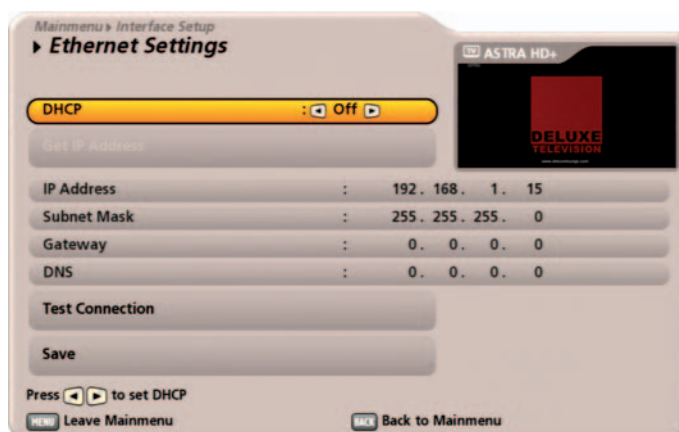 Mainmenu › Interface Setup
Ethernet Settings
TV ASTRA HD+
DELUXE
TELEVISION
DHCP : Off
Get IP Address
IP Address : 192. 168. 1. 15
Subnet Mask : 255. 255. 255. 0
Gateway : 0. 0. 0. 0
DNS : 0. 0. 0. 0
Test Connection
Save
Press to set DHCP
MENU Leave Mainmenu
BACK Back to Mainmenu